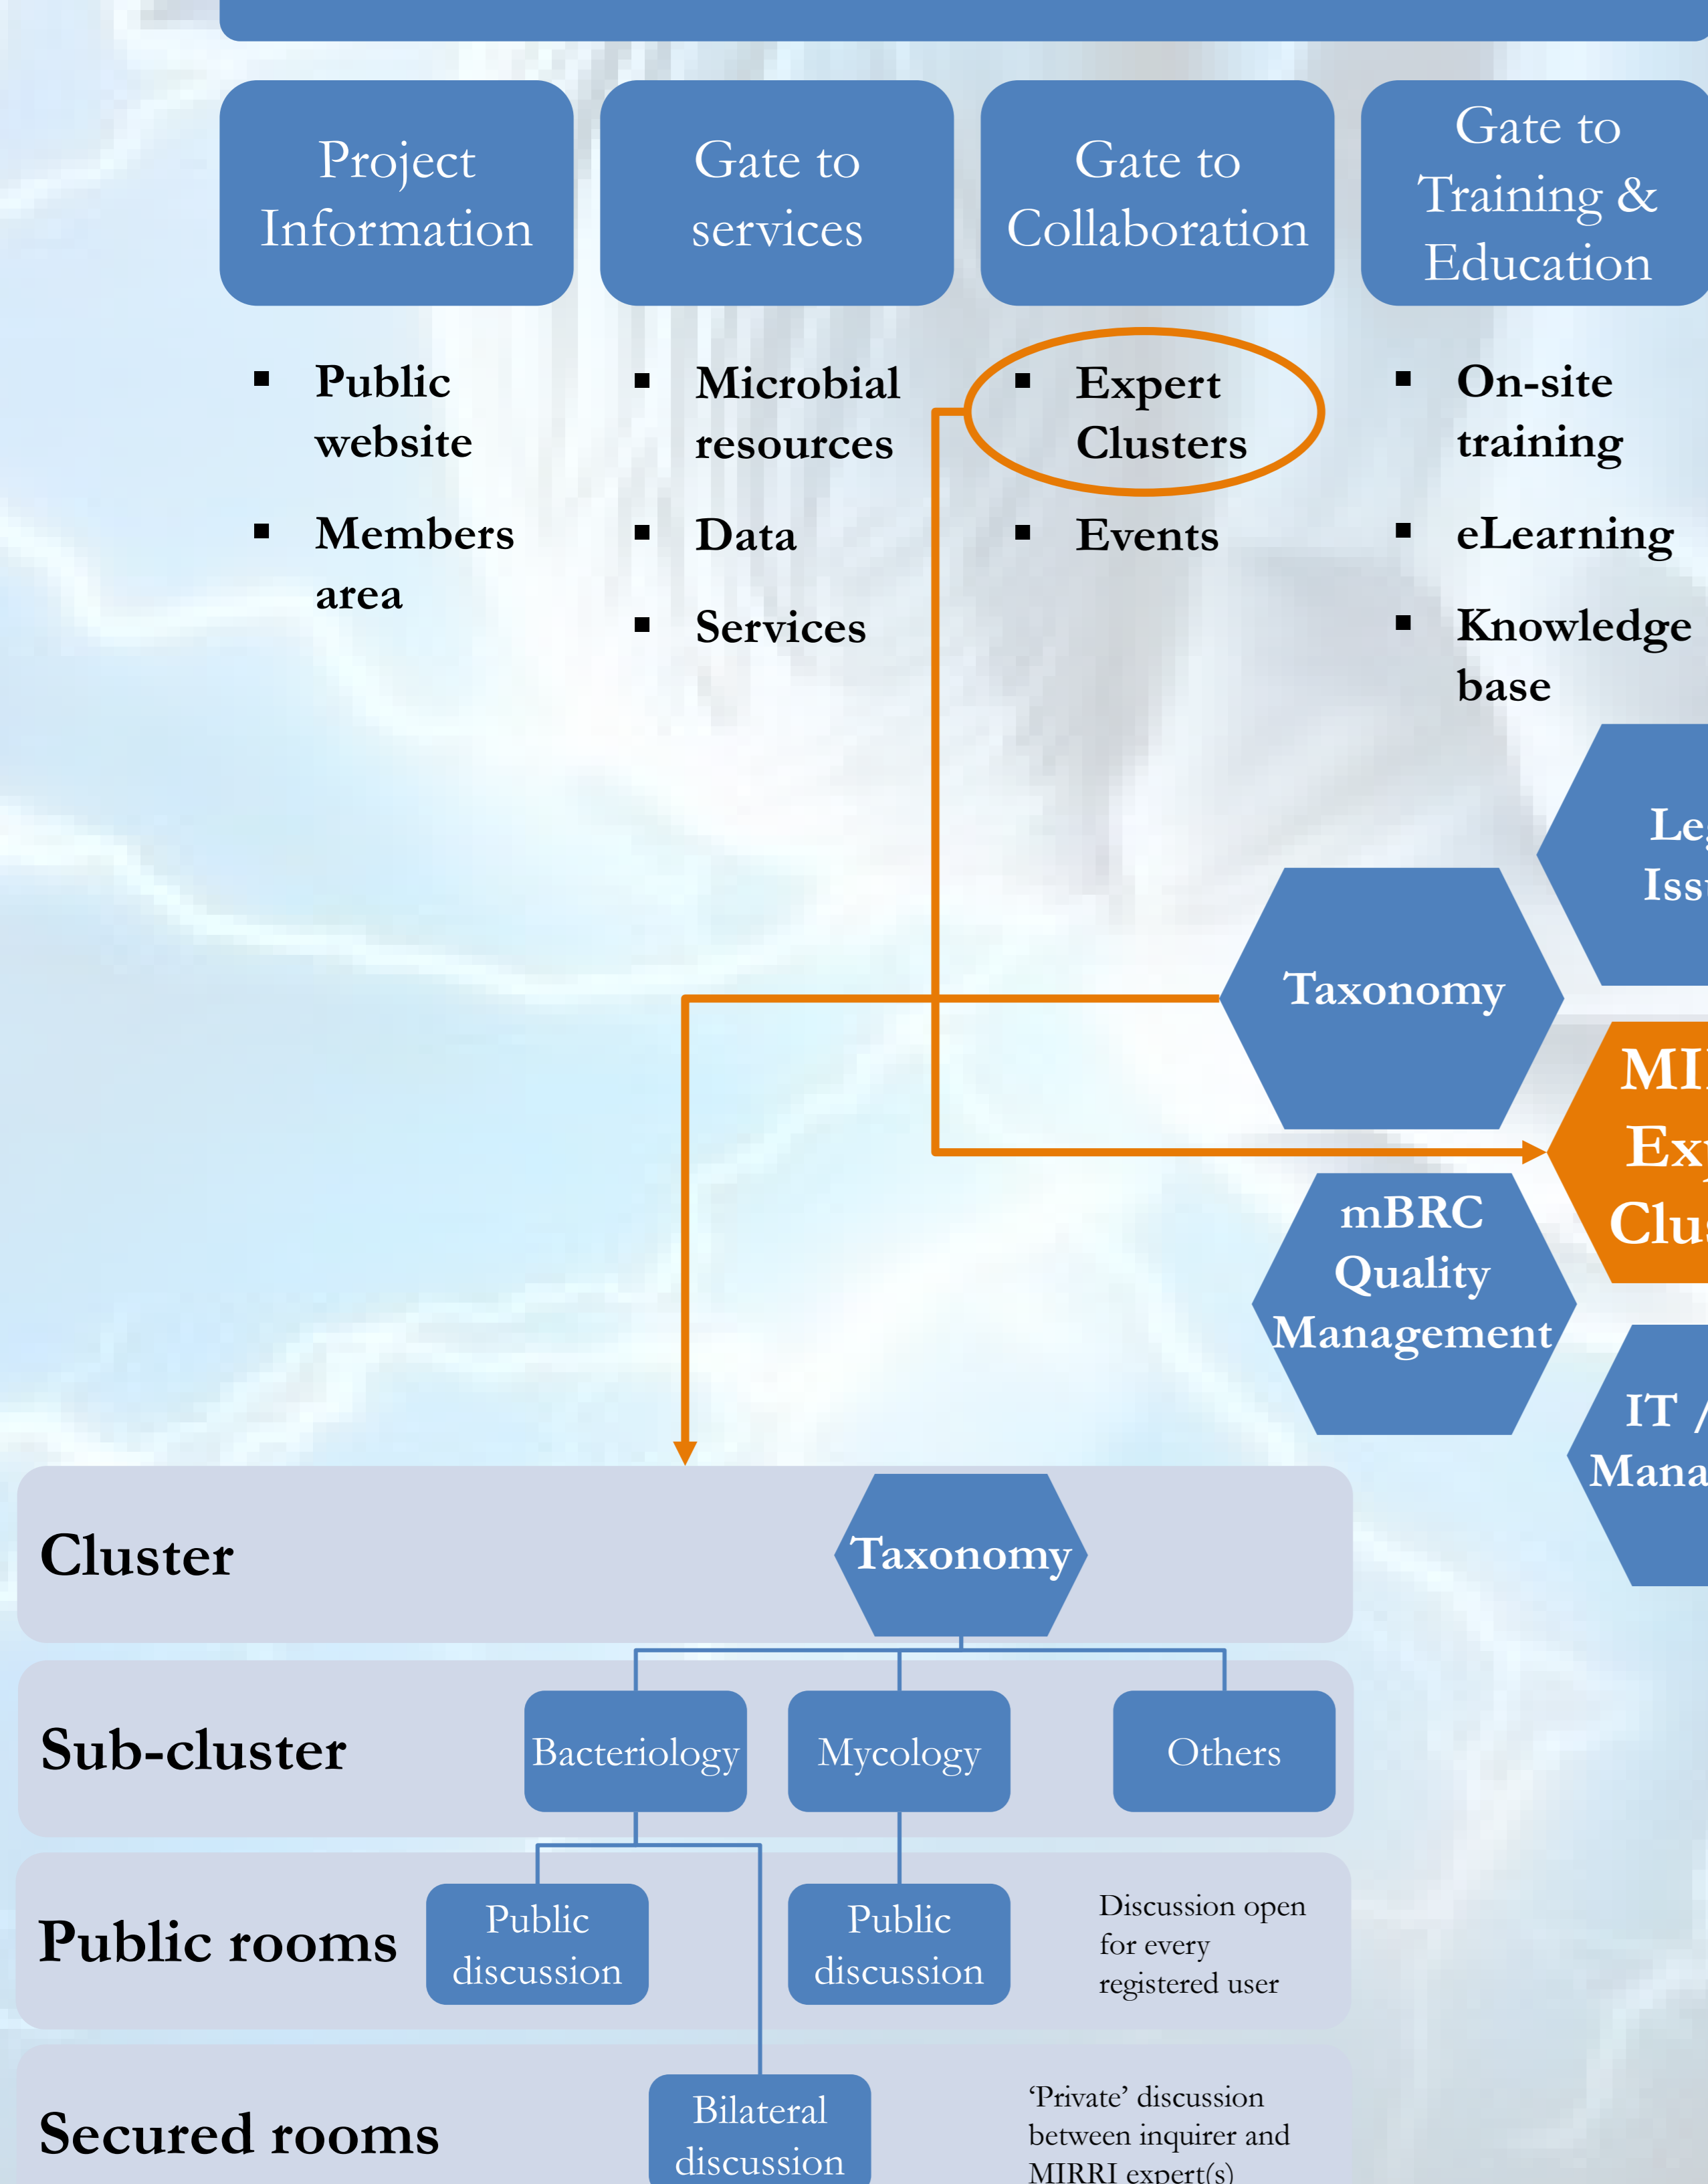 Project
Information
Gate to
services
Gate to
Collaboration
Gate to
Training &
Education
▪ Public
website
▪ Members
area
▪ Microbial
resources
▪ Data
▪ Services
▪ Expert
Clusters
▪ Events
▪ On-site
training
▪ eLearning
▪ Knowledge
base
Taxonomy
mBRC
Quality
Management
IT /
Cluster
Taxonomy
Sub-cluster
Bacteriology
Mycology
Others
Public rooms
Public
discussion
Public
discussion
Discussion open
for every
registered user
Secured rooms
Bilateral
discussion
‘Private’ discussion
between inquirer and
MIRRI expert(s)